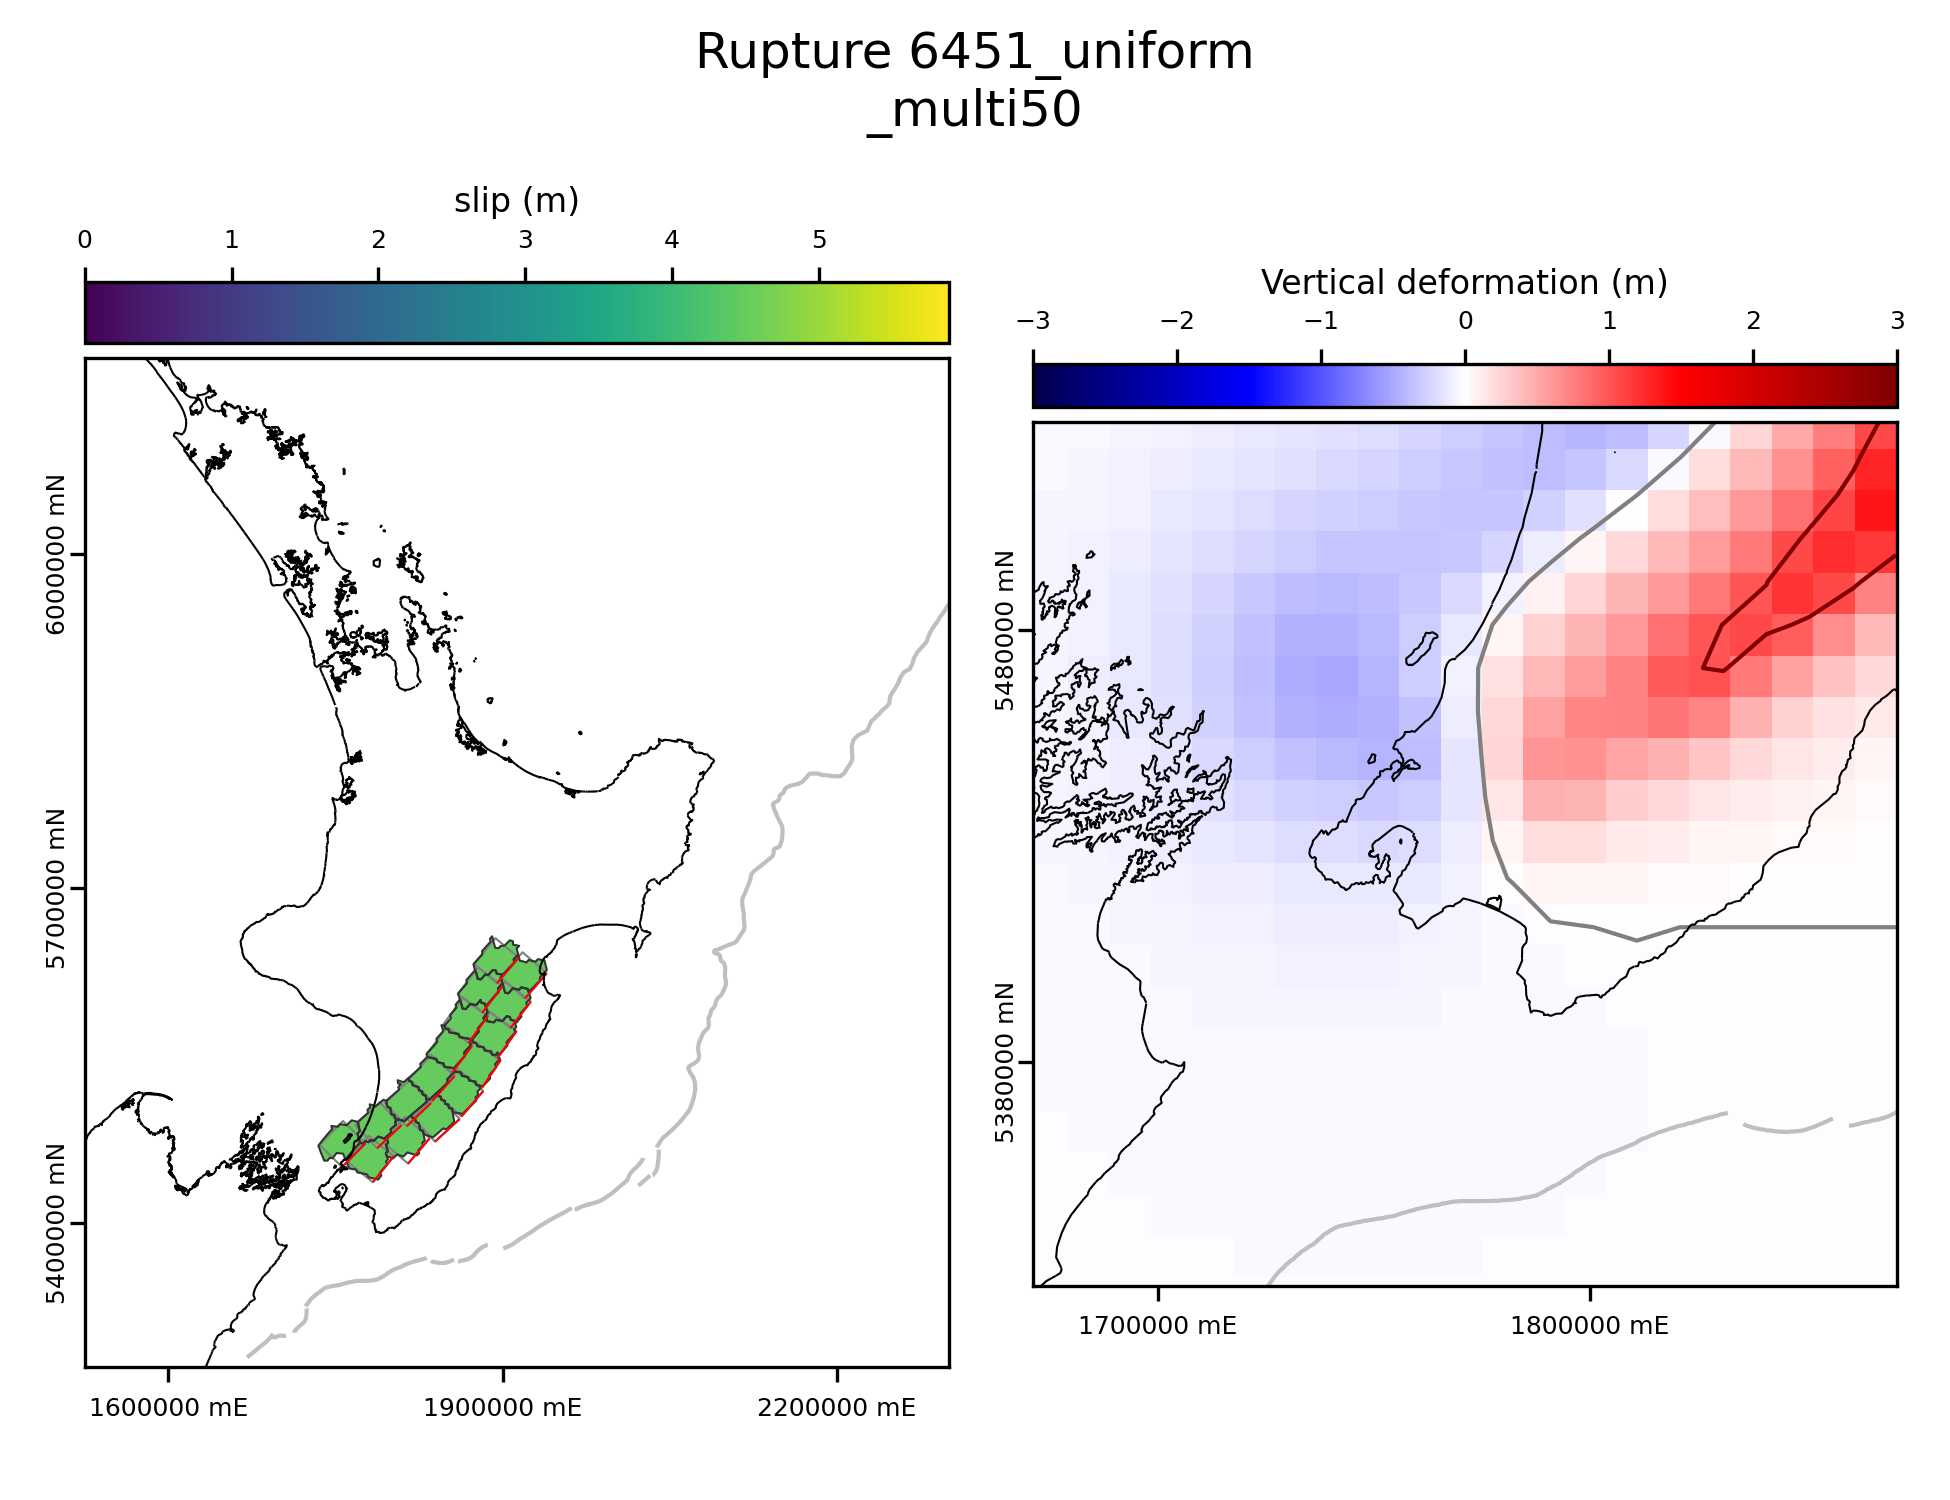 Rupture 6451_uniform
_multi50
slip (m)
0 1 2 3 4 5
6000000 mN
5700000 mN
5400000 mN
1600000 mE 1900000 mE 2200000 mE
Vertical deformation (m)
−3 −2 −1 0 1 2 3
5480000 mN
5380000 mN
1700000 mE 1800000 mE